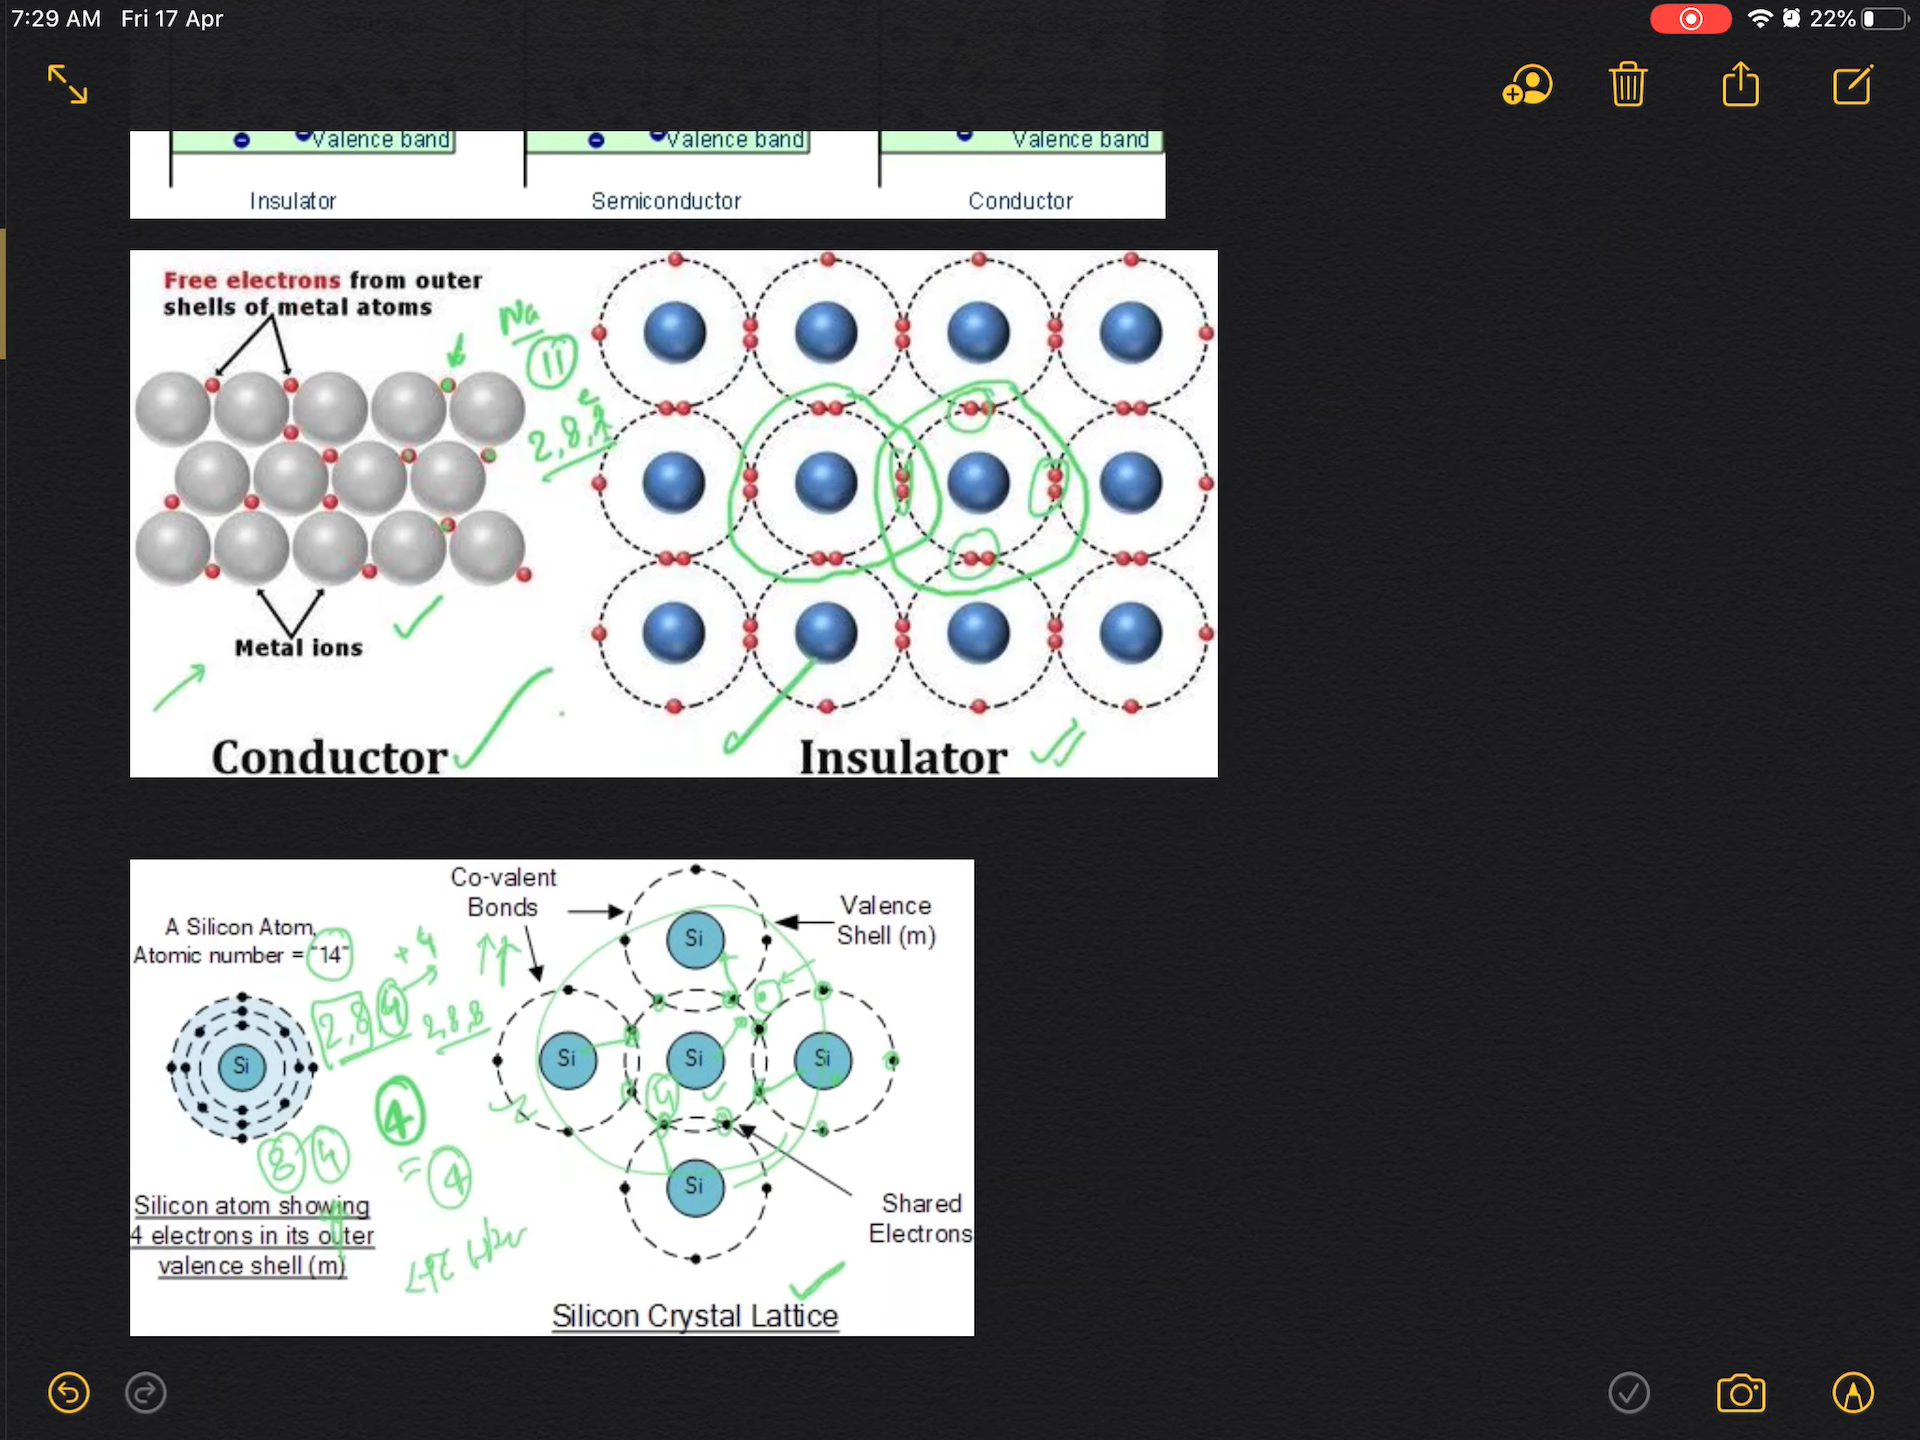 7:29 AM Fri 17 Apr
22%
Valence band
Valence band
Valence band
Insulator
Semiconductor
Conductor
Free electrons from outer
shells of metal atoms
Na
11
2,8,1
e
Metal ions
Conductor
Insulator
A Silicon Atom,
Atomic number = "14"
+4
2,8,4
2,8,8
8 4
4
= 4
Silicon atom showing
4 electrons in its outer
valence shell (m)
Co-valent
Bonds
Valence
Shell (m)
Si
Si
Si
Si
Si
Si
4
Shared
Electrons
Silicon Crystal Lattice